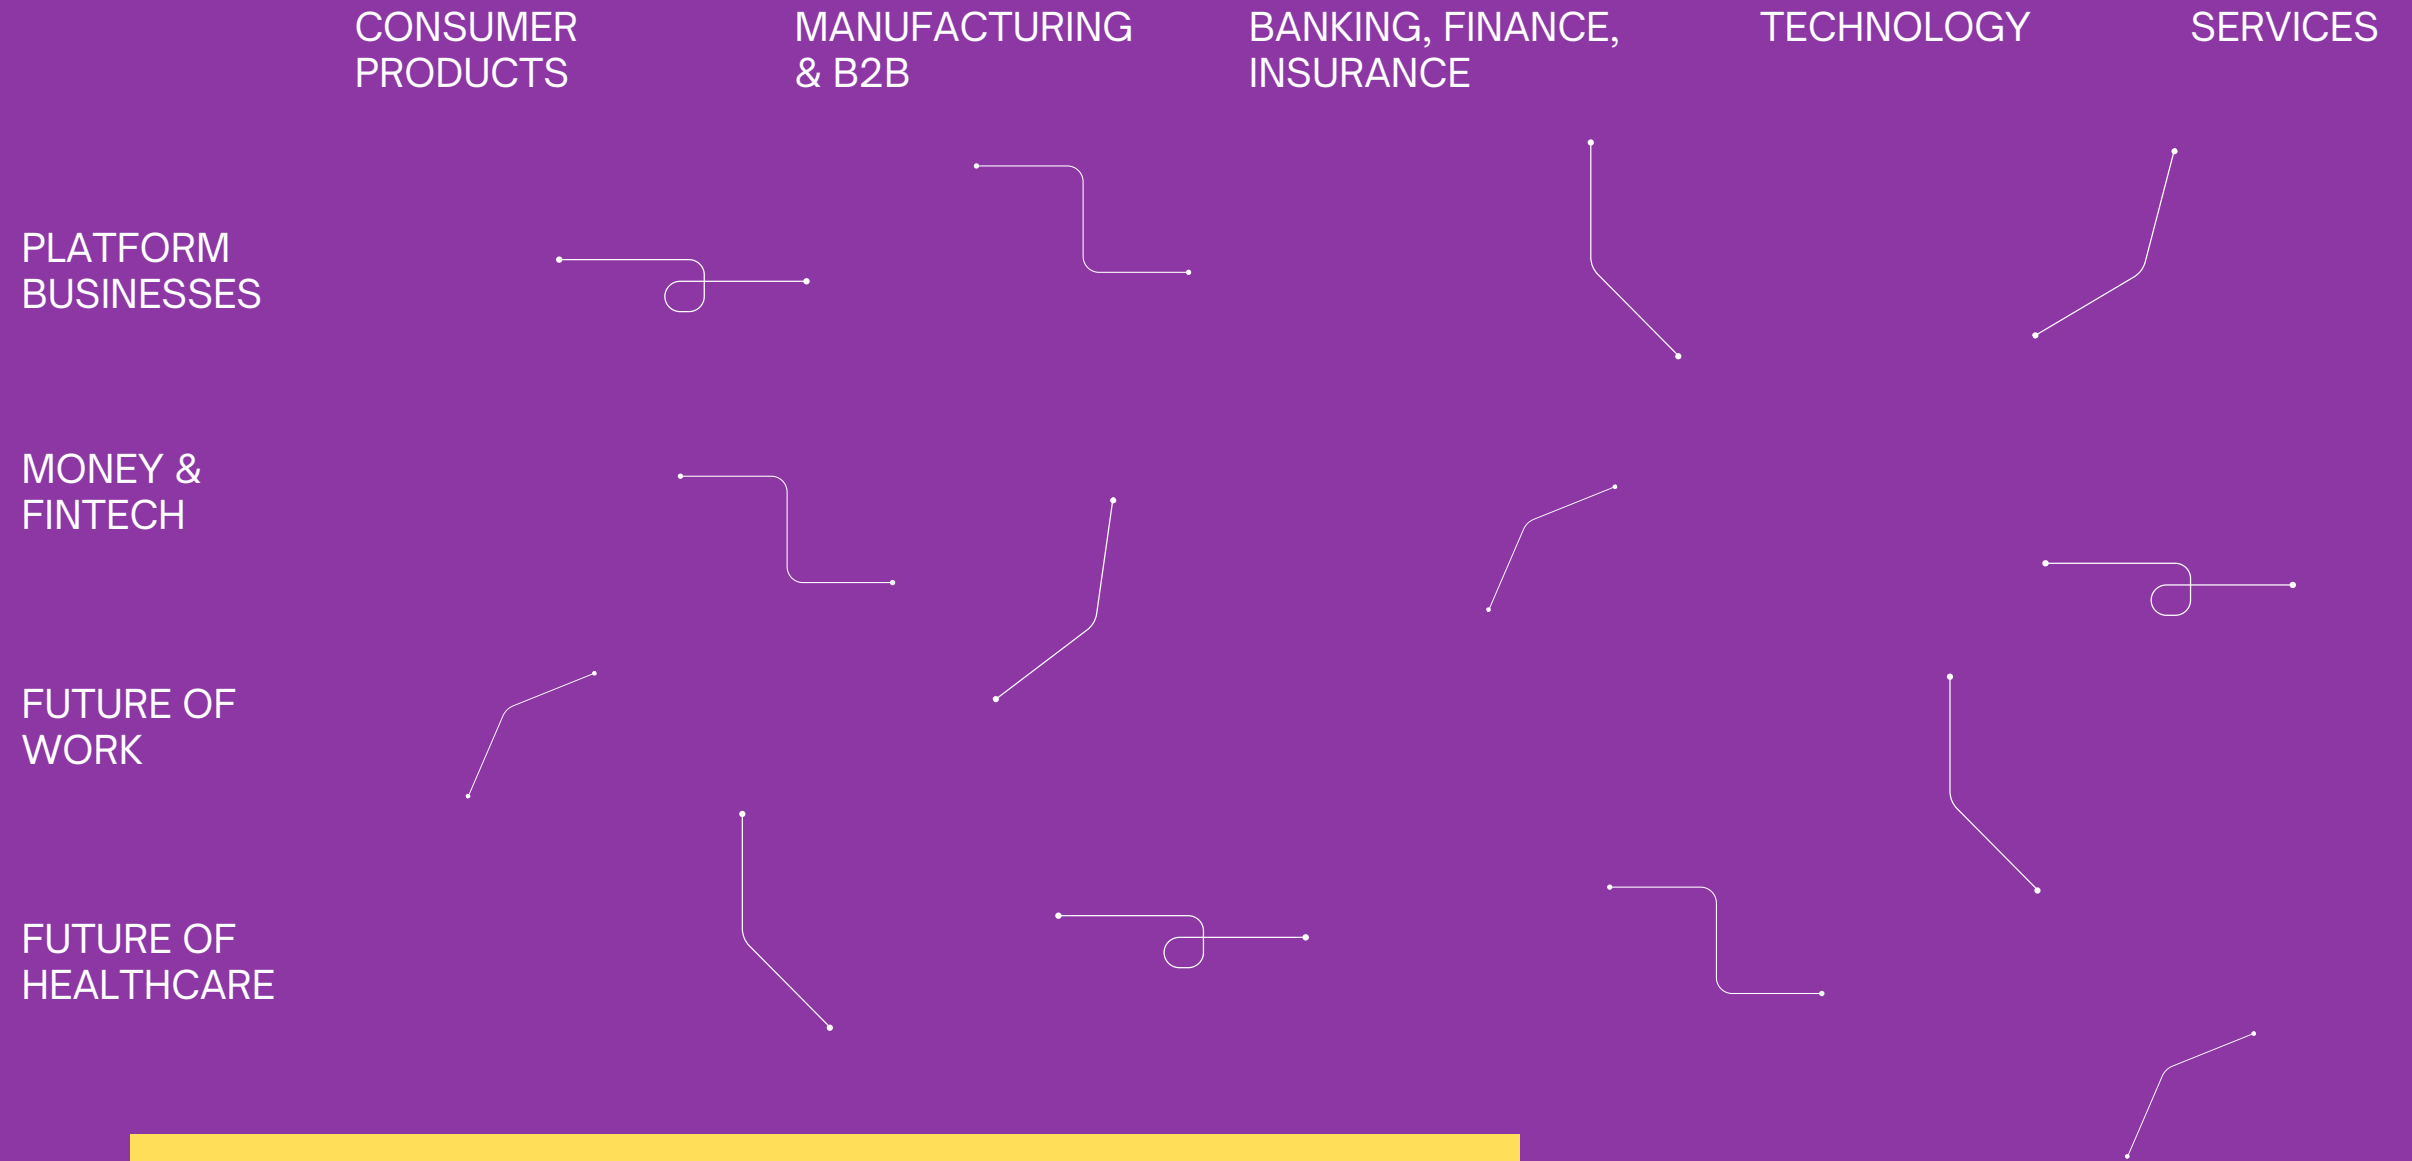 CONSUMER
PRODUCTS
MANUFACTURING
& B2B
BANKING, FINANCE,
INSURANCE
TECHNOLOGY
SERVICES
PLATFORM
BUSINESSES
MONEY &
FINTECH
FUTURE OF
WORK
FUTURE OF
HEALTHCARE